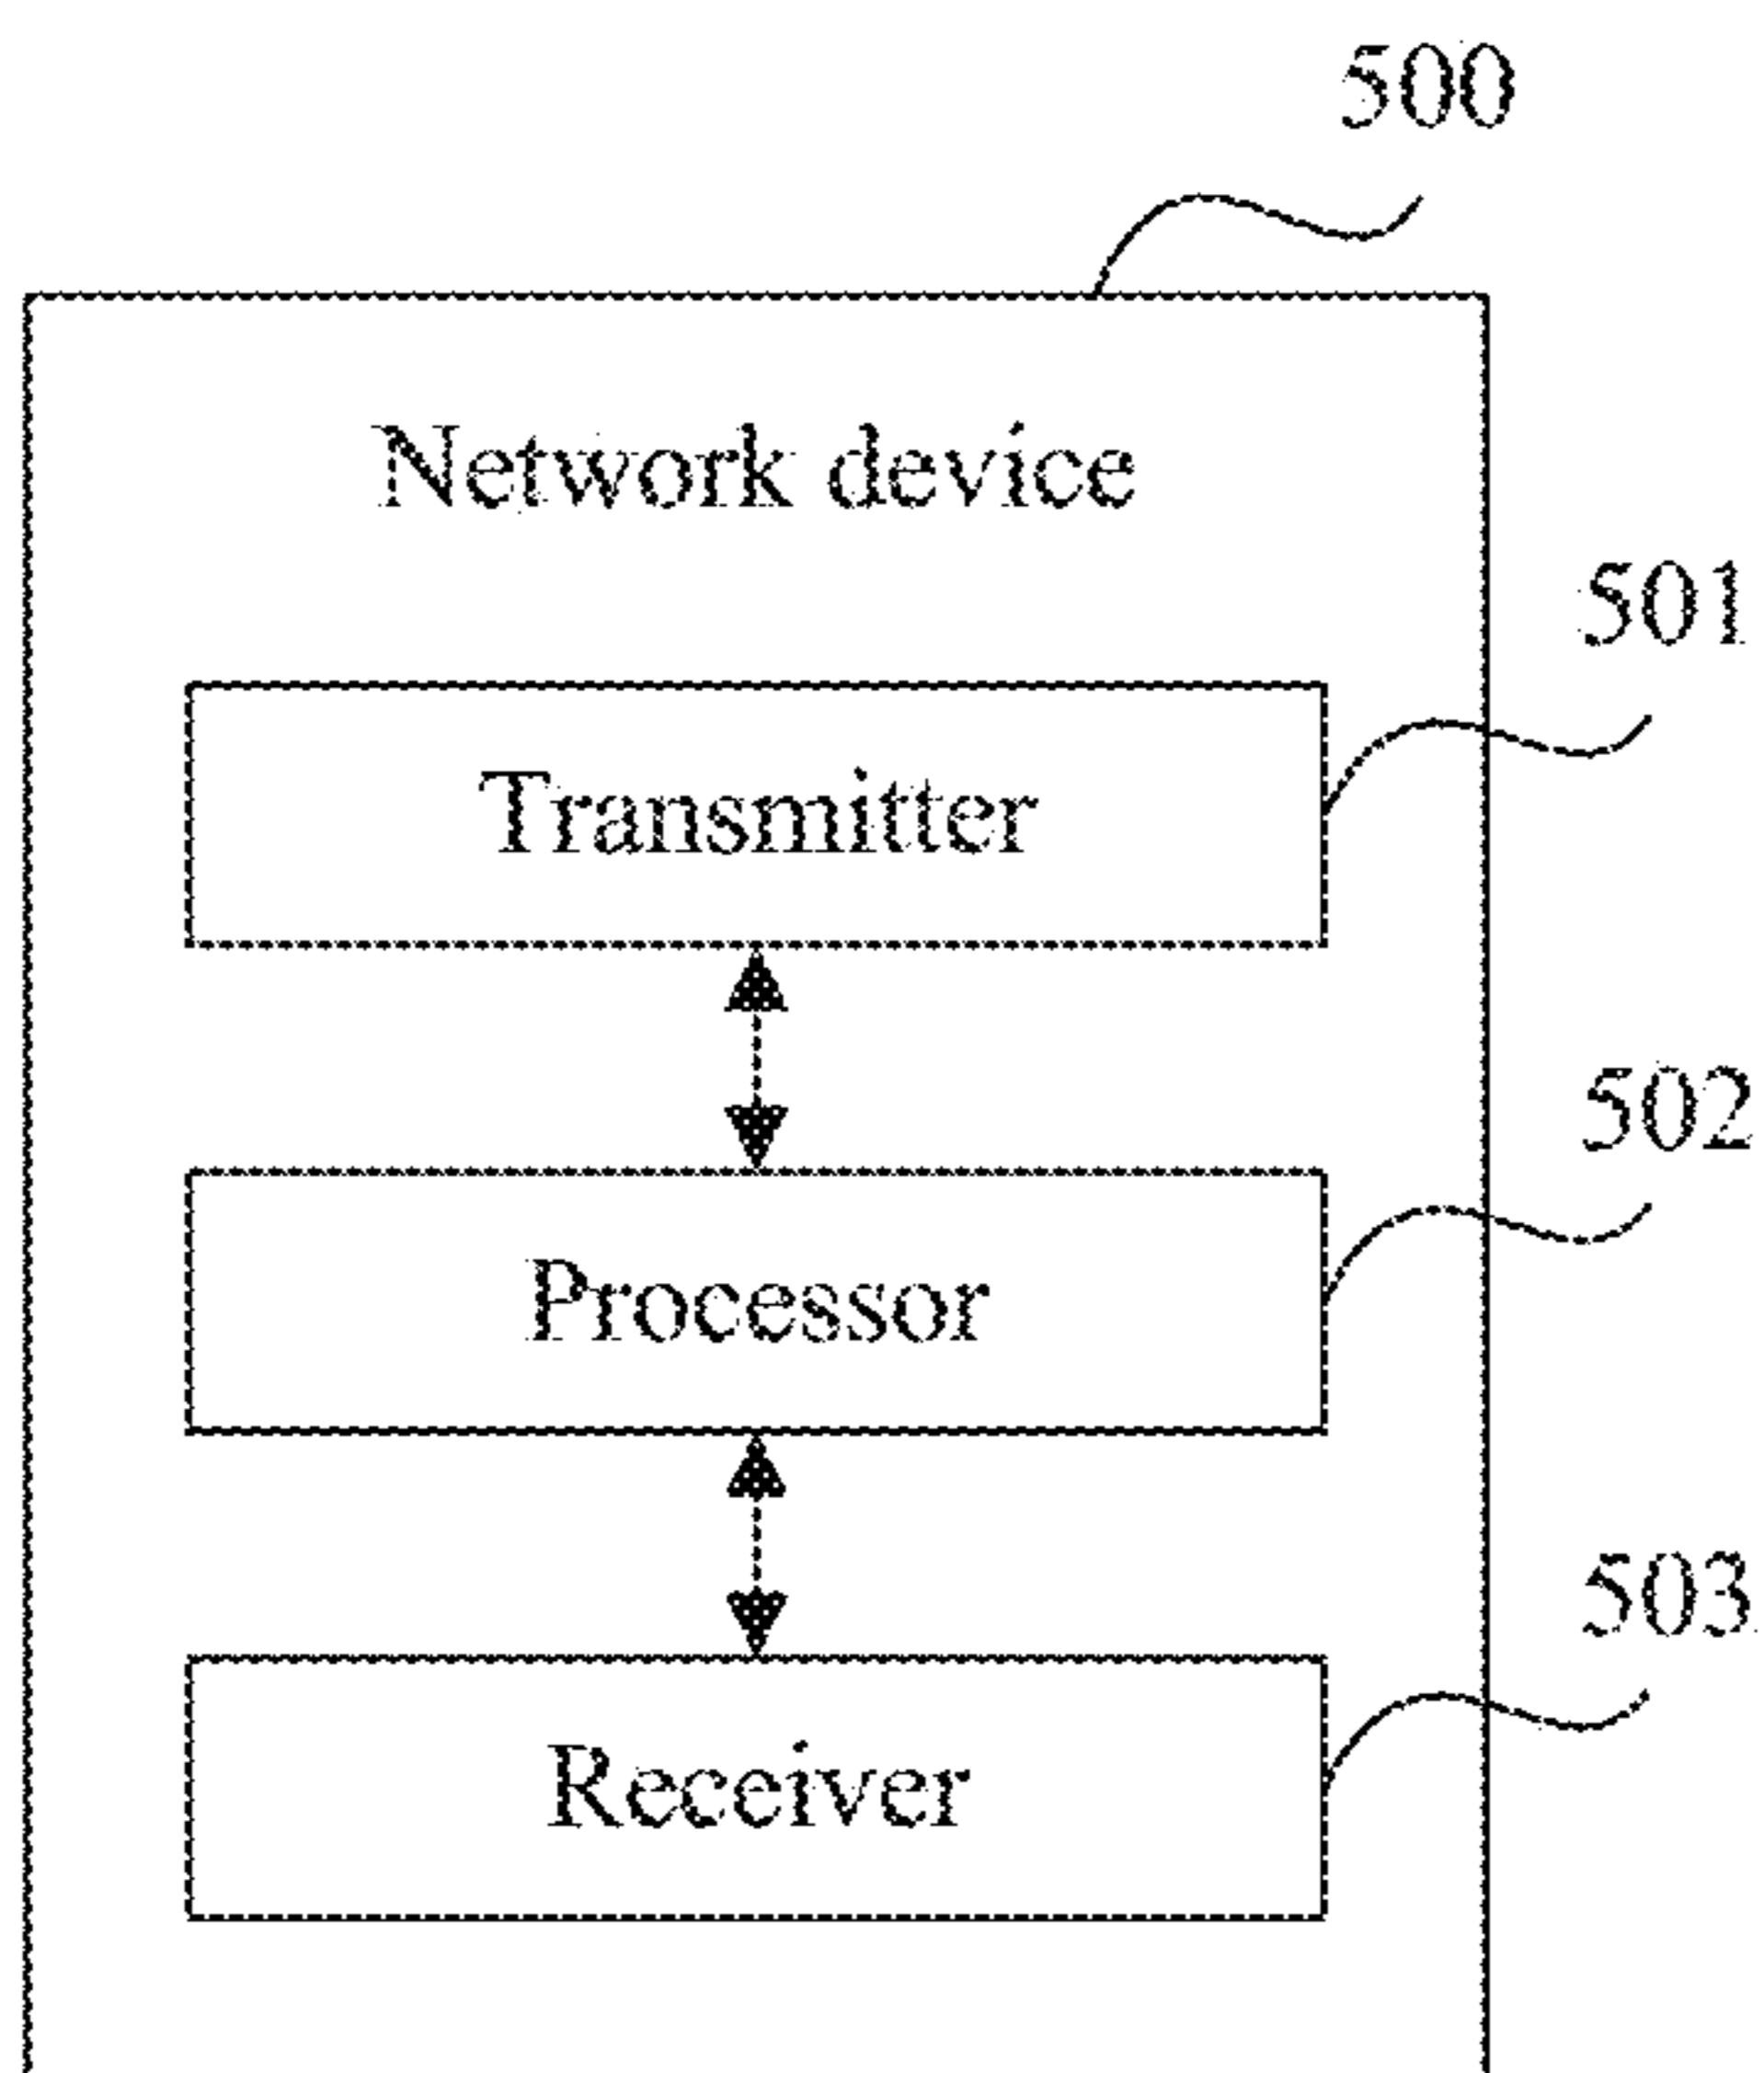 500
Network device
501
Transmitter
502
Processor
503
Receiver